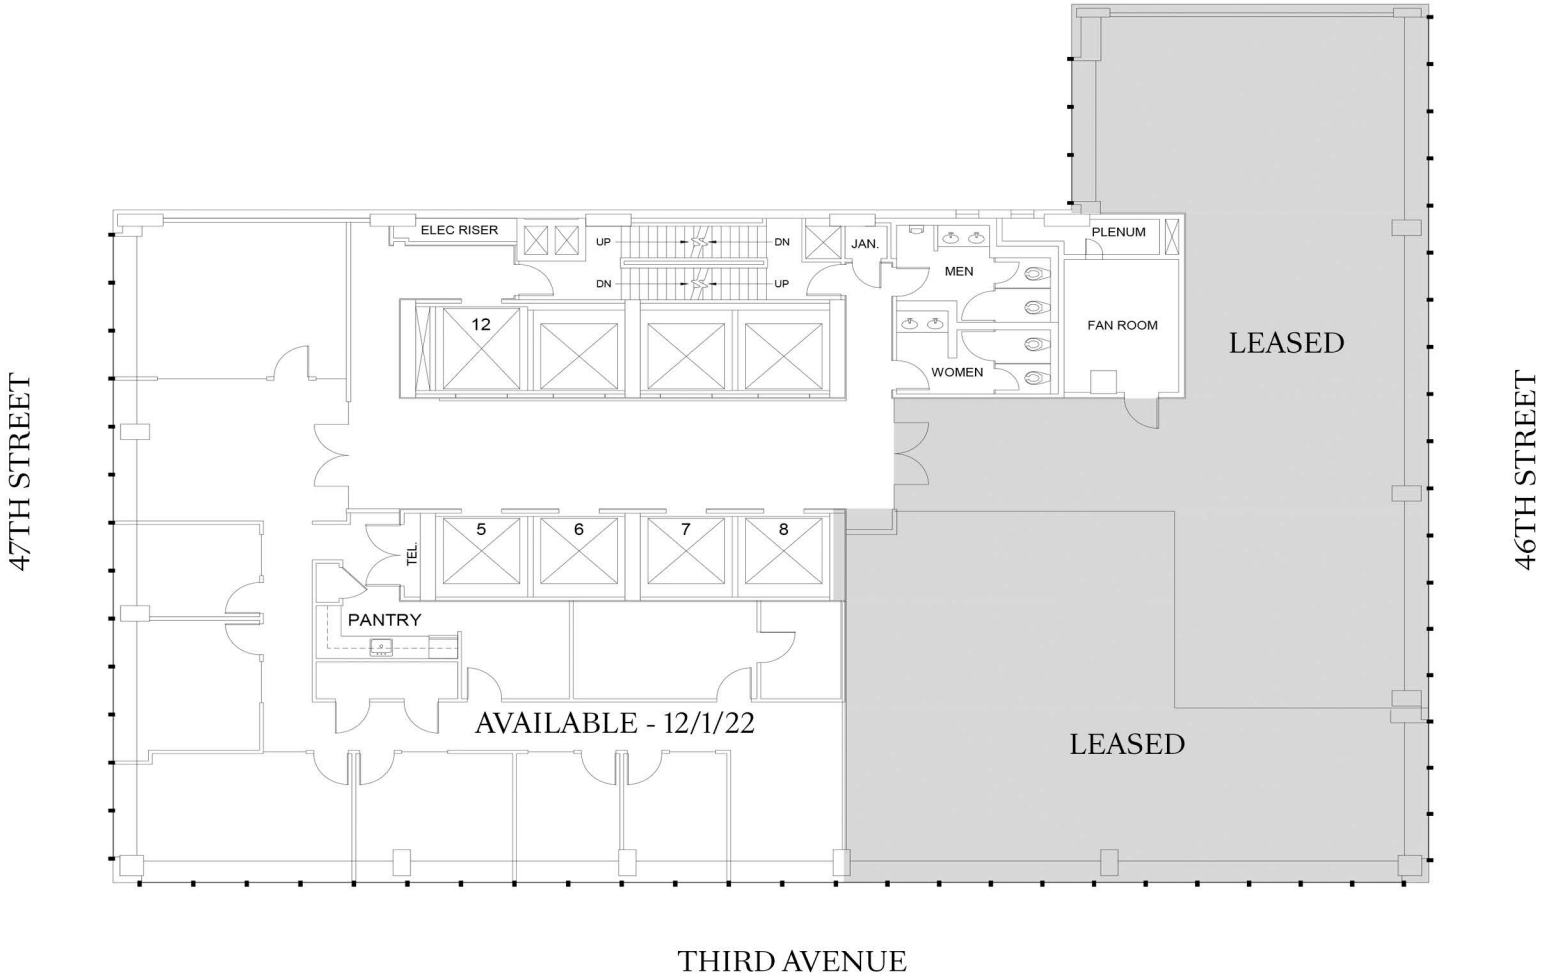 ELEC RISER
UP
DN
JAN.
PLENUM
MEN
DN
UP
12
FAN ROOM
LEASED
WOMEN
47TH STREET
46TH STREET
5
6
7
8
TEL.
PANTRY
AVAILABLE - 12/1/22
LEASED
THIRD AVENUE